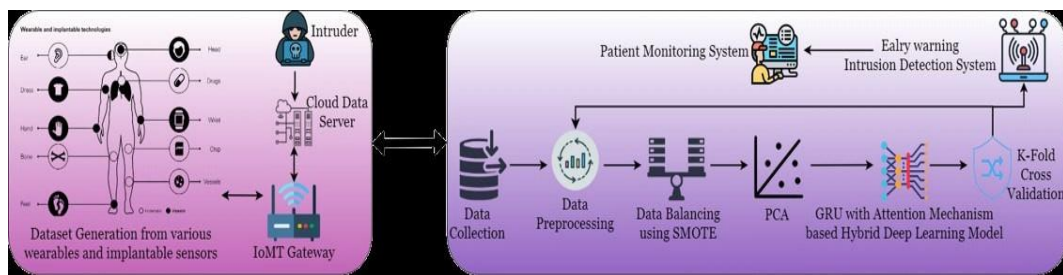 Wearable and implantable technologies
Ear
Head
Drugs
Dress
Hand
Wrist
Bone
Chip
Vessels
Feet
Intruder
Cloud Data
Server
IoMT Gateway
Dataset Generation from various
wearables and implantable sensors
Patient Monitoring System
Ealry warning
Intrusion Detection System
Data
Collection
Data
Preprocessing
Data Balancing
using SMOTE
PCA
GRU with Attention Mechanism
based Hybrid Deep Learning Model
K-Fold
Cross
Validation